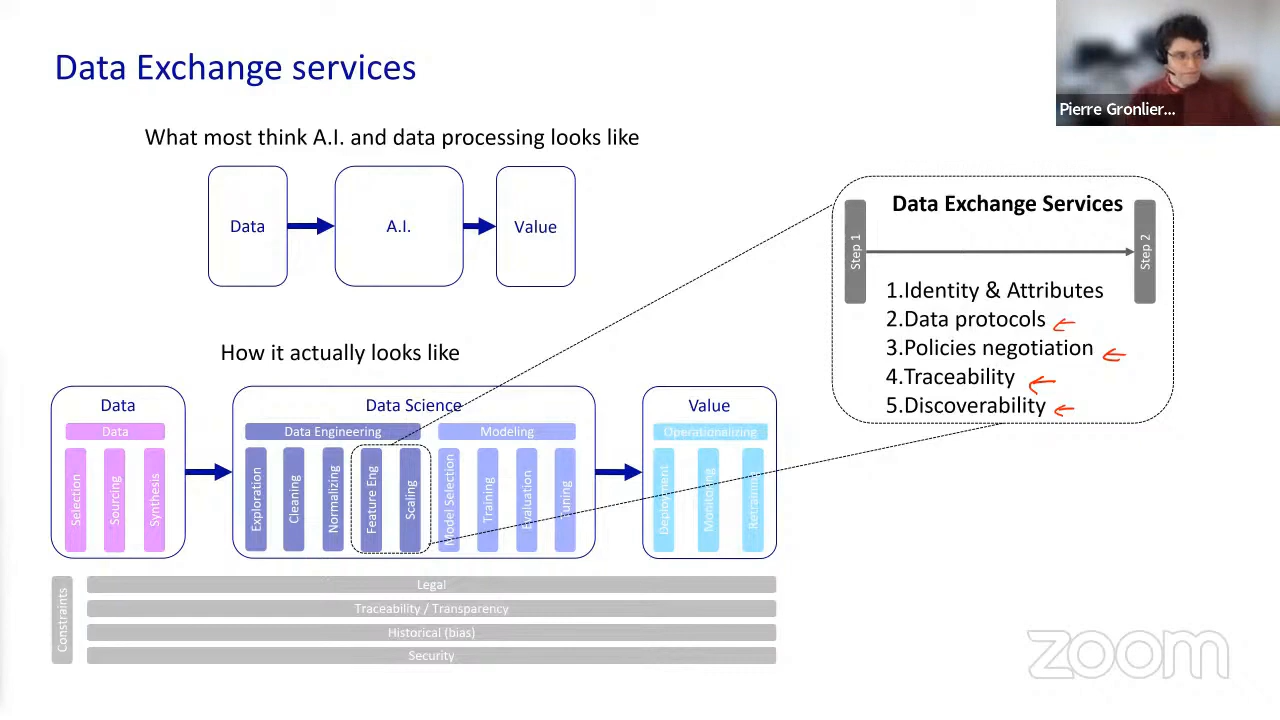 Data Exchange services
Pierre Gronlier...
What most think A.I. and data processing looks like
Data
A.I.
Value
Data Exchange Services
Step 1
Step 2
1.Identity & Attributes
2.Data protocols
3.Policies negotiation
4.Traceability
5.Discoverability
How it actually looks like
Data
Data
Selection
Sourcing
Synthesis
Data Science
Data Engineering
Exploration
Cleaning
Normalizing
Feature Eng
Scaling
Modeling
Model Selection
Training
Evaluation
Tuning
Value
Operationalizing
Deployment
Monitoring
Retraining
Constraints
Legal
Traceability / Transparency
Historical (bias)
Security
zoom